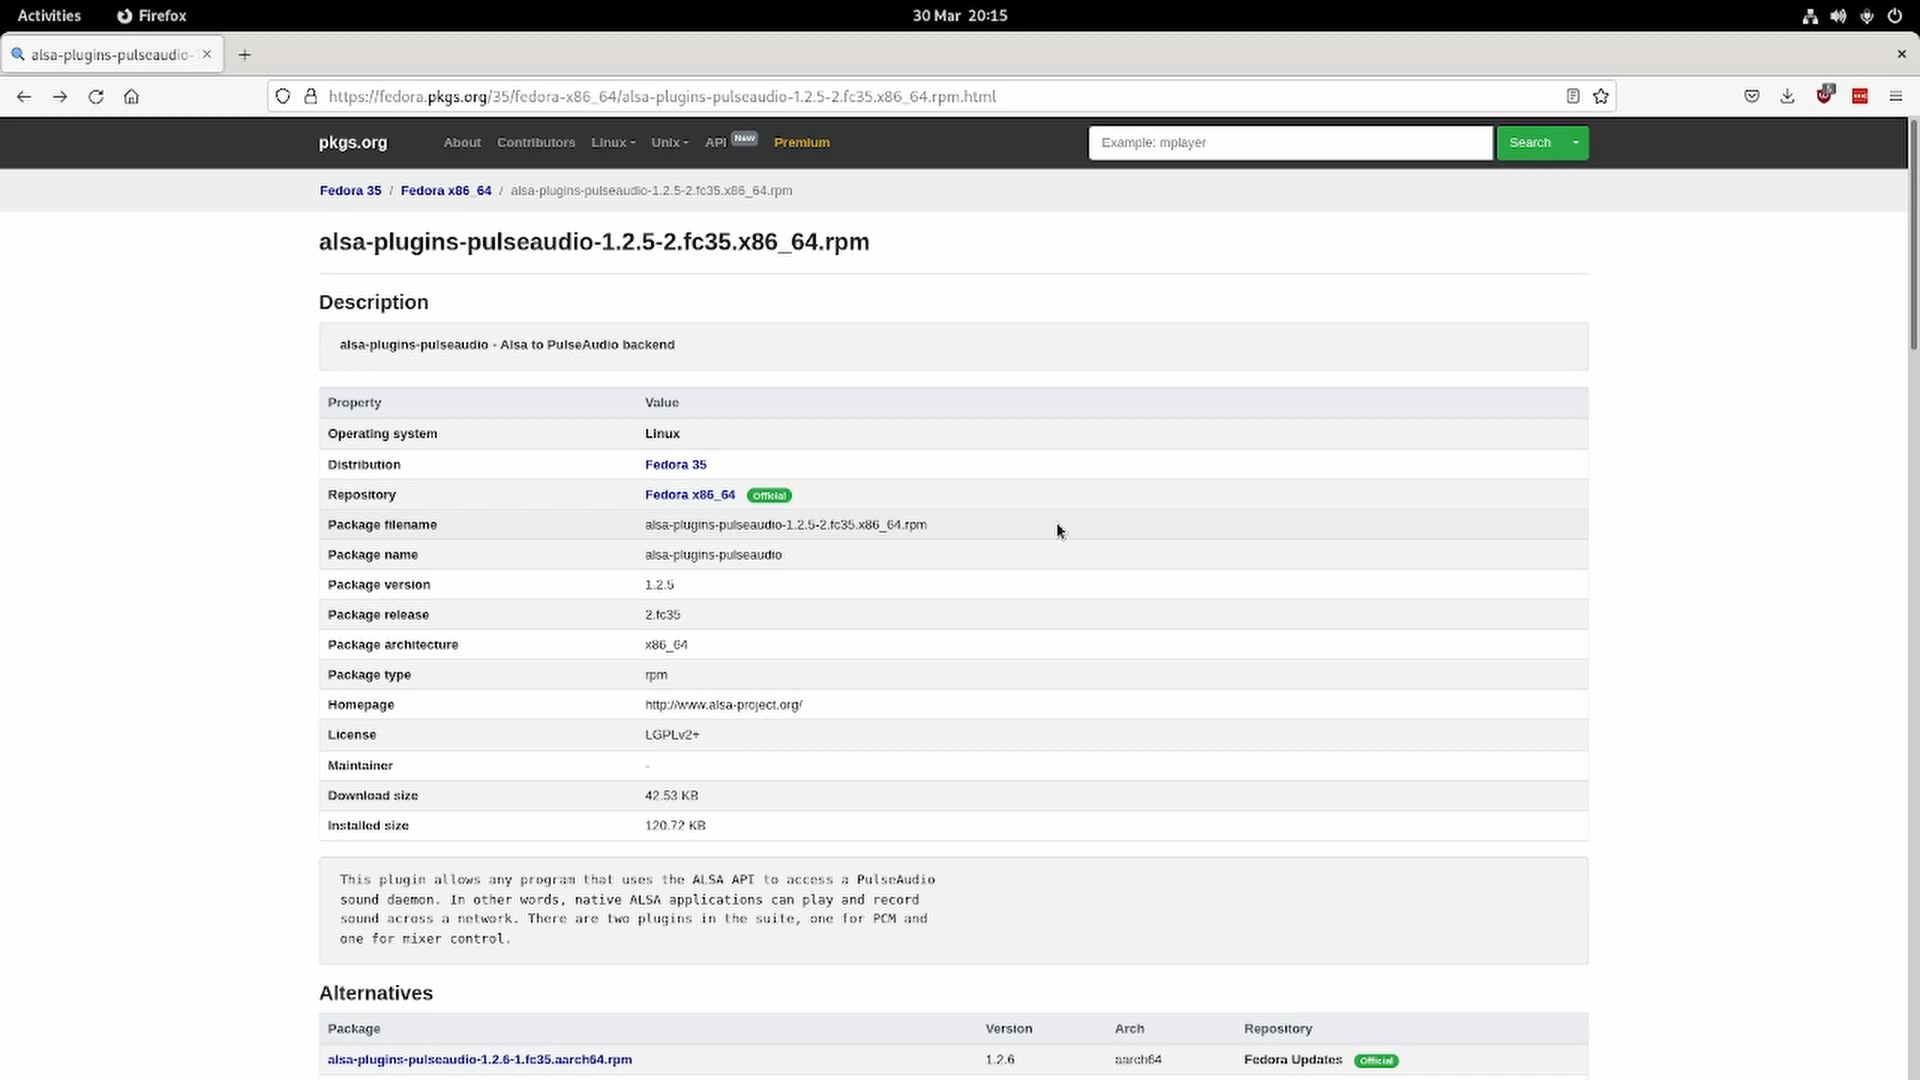 Activities Firefox 30 Mar 20:15
alsa-plugins-pulseaudio-
https://fedora.pkgs.org/35/fedora-x86_64/alsa-plugins-pulseaudio-1.2.5-2.fc35.x86_64.rpm.html
pkgs.org About Contributors Linux Unix API New Premium Example: mplayer Search
Fedora 35 / Fedora x86_64 / alsa-plugins-pulseaudio-1.2.5-2.fc35.x86_64.rpm
alsa-plugins-pulseaudio-1.2.5-2.fc35.x86_64.rpm
Description
alsa-plugins-pulseaudio - Alsa to PulseAudio backend
Property Value
Operating system Linux
Distribution Fedora 35
Repository Fedora x86_64 Official
Package filename alsa-plugins-pulseaudio-1.2.5-2.fc35.x86_64.rpm
Package name alsa-plugins-pulseaudio
Package version 1.2.5
Package release 2.fc35
Package architecture x86_64
Package type rpm
Homepage http://www.alsa-project.org/
License LGPLv2+
Maintainer -
Download size 42.53 KB
Installed size 120.72 KB
This plugin allows any program that uses the ALSA API to access a PulseAudio
sound daemon. In other words, native ALSA applications can play and record
sound across a network. There are two plugins in the suite, one for PCM and
one for mixer control.
Alternatives
Package Version Arch Repository
alsa-plugins-pulseaudio-1.2.6-1.fc35.aarch64.rpm 1.2.6 aarch64 Fedora Updates Official